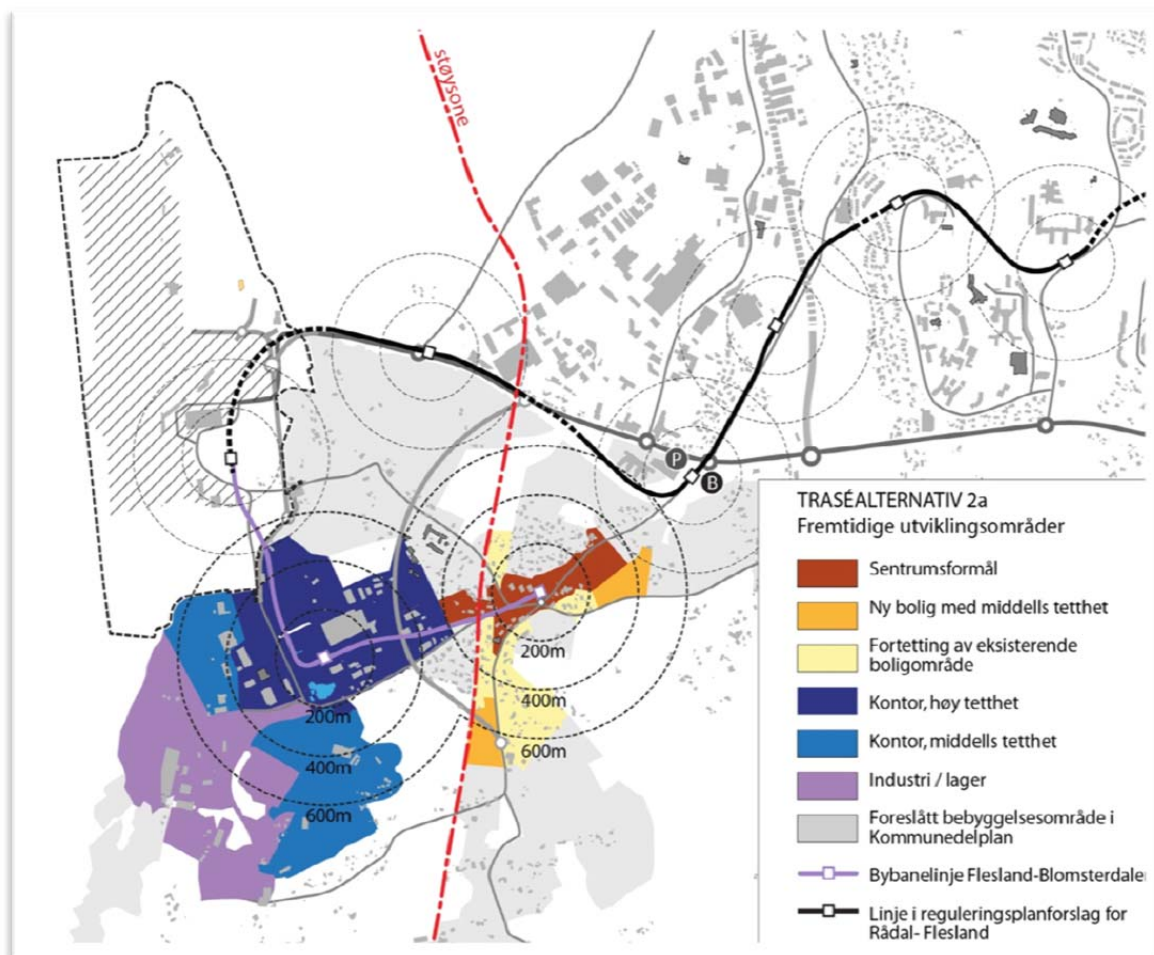 støysone
P
B
200m
400m
600m
200m
400m
600m
TRASÉALTERNATIV 2a
Fremtidige utviklingsområder
Sentrumsformål
Ny bolig med middells tetthet
Fortetting av eksisterende
boligområde
Kontor, høy tetthet
Kontor, middells tetthet
Industri / lager
Foreslått bebyggelsesområde i
Kommunedelplan
Bybanelinje Flesland-Blomsterdale
Linje i reguleringsplanforslag for
Rådal- Flesland